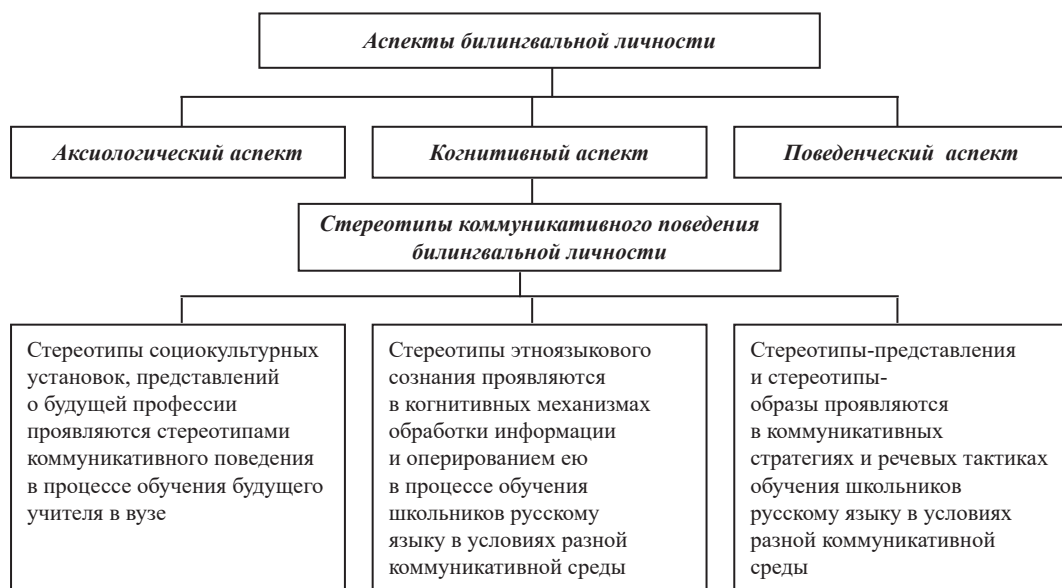 Аспекты билингвальной личности
Аксиологический аспект
Когнитивный аспект
Поведенческий аспект
Стереотипы коммуникативного поведения
билингвальной личности
Стереотипы социокультурных
установок, представлений
о будущей профессии
проявляются стереотипами
коммуникативного поведения
в процессе обучения будущего
учителя в вузе
Стереотипы этноязыкового
сознания проявляются
в когнитивных механизмах
обработки информации
и оперированием ею
в процессе обучения
школьников русскому
языку в условиях разной
коммуникативной среды
Стереотипы-представления
и стереотипы-
образы проявляются
в коммуникативных
стратегиях и речевых тактиках
обучения школьников
русскому языку в условиях
разной коммуникативной
среды